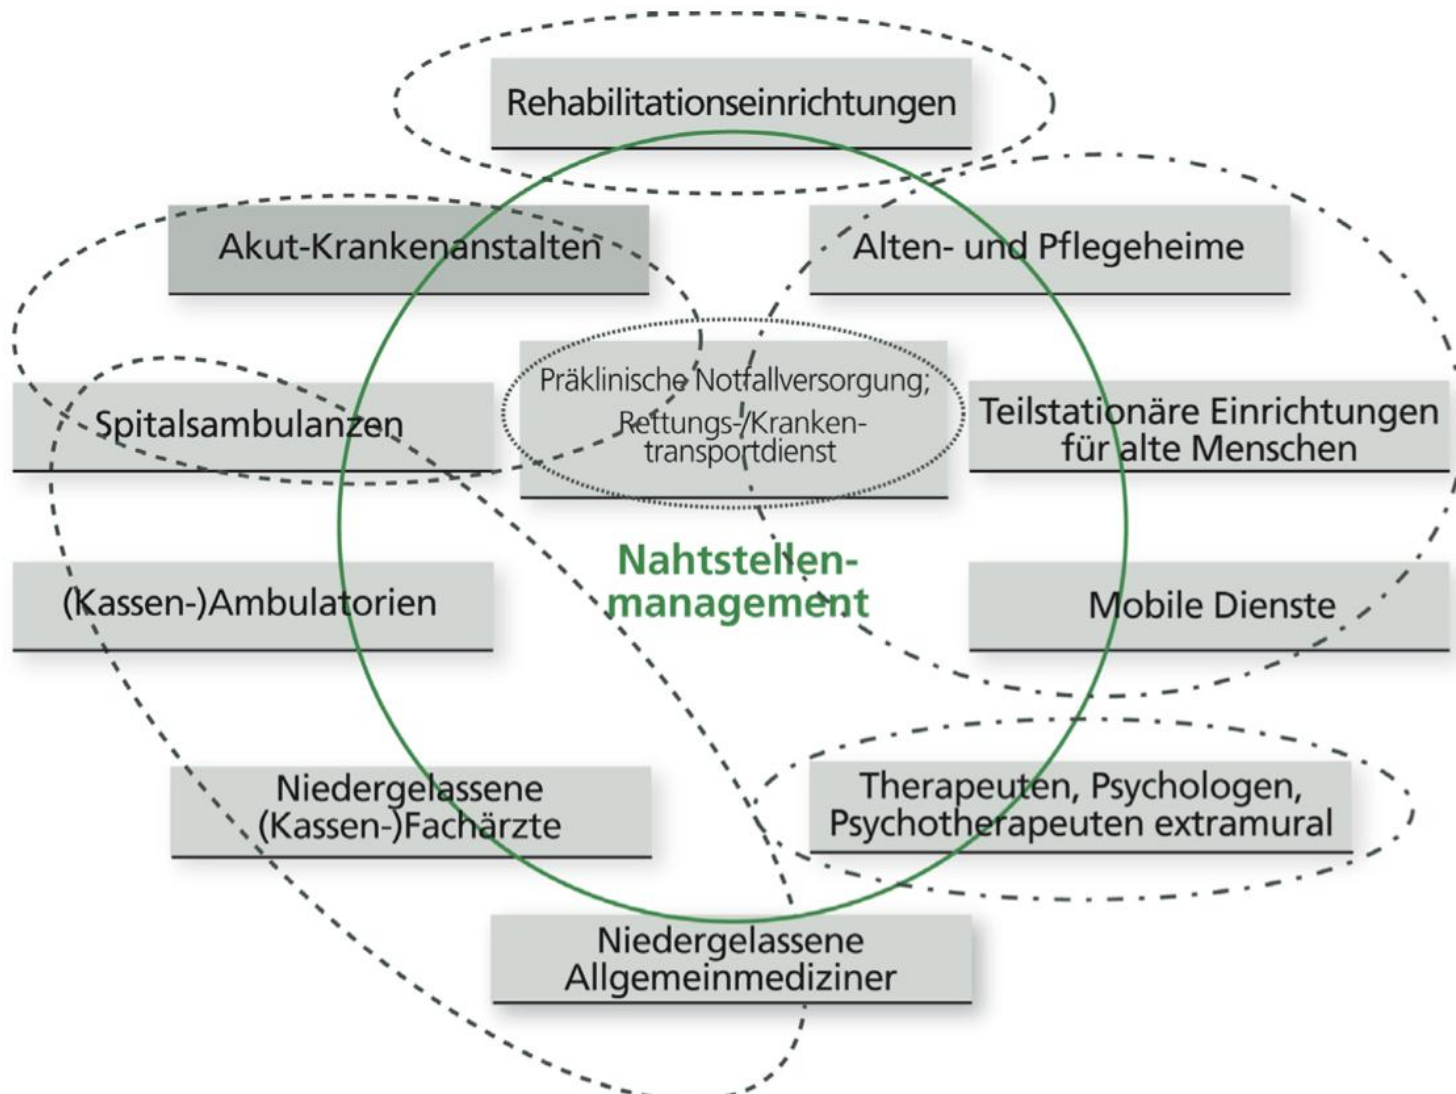 Rehabilitationseinrichtungen
Akut-Krankenanstalten
Alten- und Pflegeheime
Präklinische Notfallversorgung;
Rettungs-/Kranken-
transportdienst
Spitalsambulanzen
Teilstationäre Einrichtungen
für alte Menschen
Nahtstellen-
management
(Kassen-)Ambulatorien
Mobile Dienste
Niedergelassene
(Kassen-)Fachärzte
Therapeuten, Psychologen,
Psychotherapeuten extramural
Niedergelassene
Allgemeinmediziner